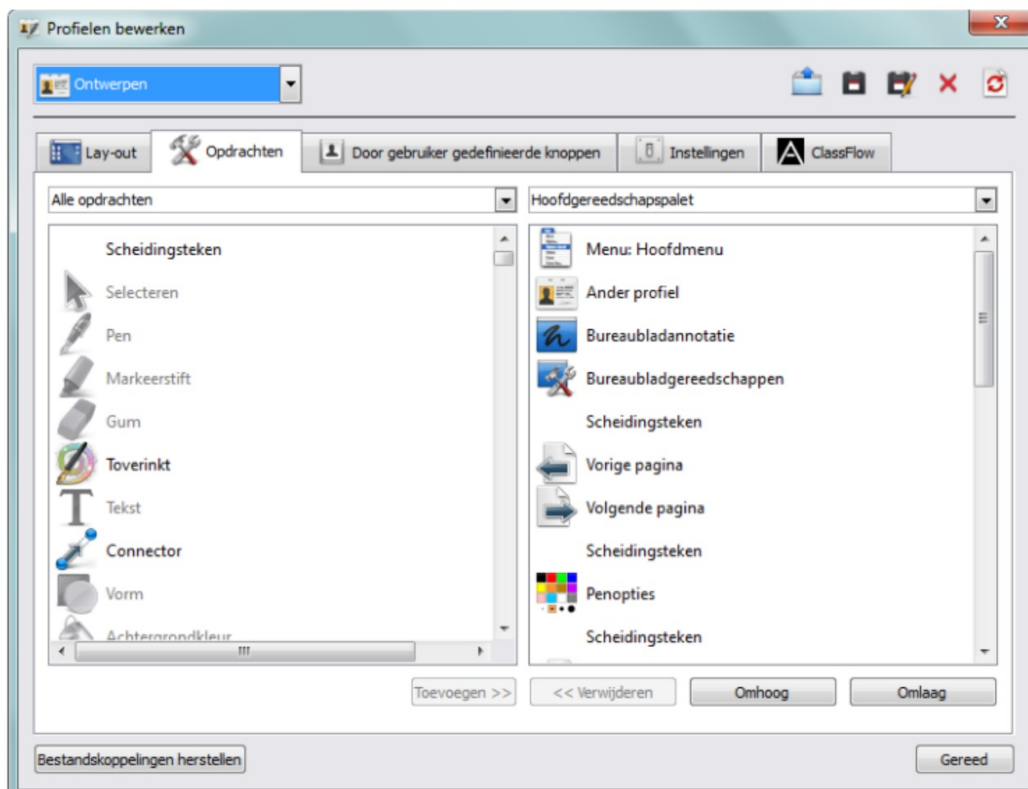 Profielen bewerken
Ontwerpen
Lay-out
Opdrachten
Door gebruiker gedefinieerde knoppen
Instellingen
ClassFlow
Alle opdrachten
Scheidingsteken
Selecteren
Pen
Markeerstift
Gum
Toverinkt
Tekst
Connector
Vorm
Achtergrondkleur
Hoofdgereedschapspalet
Menu: Hoofdmenu
Ander profiel
Bureaubladannotatie
Bureaubladgereedschappen
Scheidingsteken
Vorige pagina
Volgende pagina
Scheidingsteken
Penopties
Scheidingsteken
Toevoegen >>
<< Verwijderen
Omhoog
Omlaag
Bestandskoppelingen herstellen
Gereed